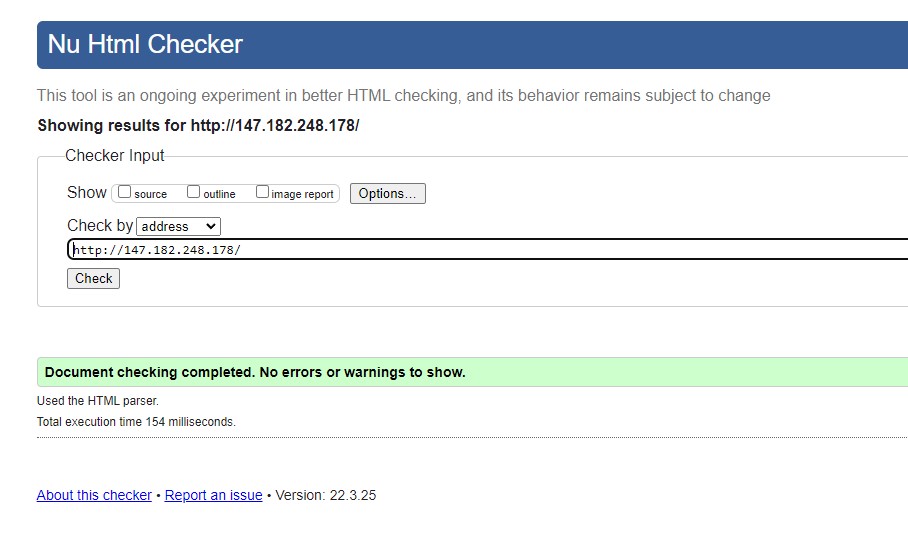 Nu Html Checker
This tool is an ongoing experiment in better HTML checking, and its behavior remains subject to change
Showing results for http://147.182.248.178/
Checker Input
Show source outline image report Options...
Check by address
http://147.182.248.178/
Check
Document checking completed. No errors or warnings to show.
Used the HTML parser.
Total execution time 154 milliseconds.
About this checker • Report an issue • Version: 22.3.25